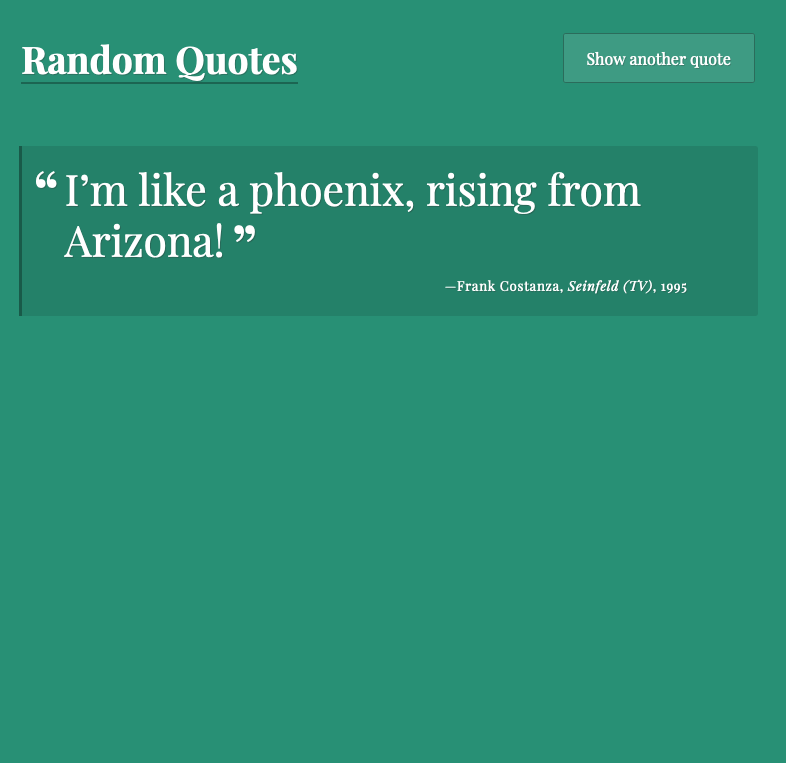 Random Quotes
Show another quote
“ I’m like a phoenix, rising from
Arizona! ”
—Frank Costanza, Seinfeld (TV), 1995